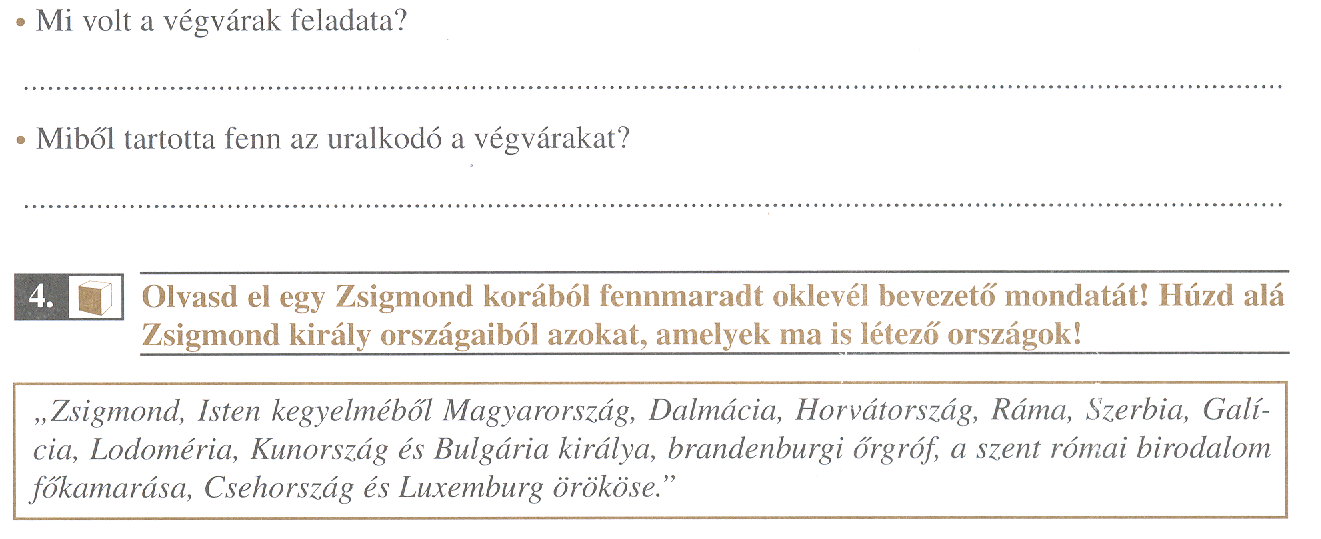 • Mi volt a végvárak feladata?
• Miből tartotta fenn az uralkodó a végvárakat?
4. Olvasd el egy Zsigmond korából fennmaradt oklevél bevezető mondatát! Húzd alá
Zsigmond király országaiból azokat, amelyek ma is létező országok!
„Zsigmond, Isten kegyelméből Magyarország, Dalmácia, Horvátország, Ráma, Szerbia, Galí-
cia, Lodoméria, Kunország és Bulgária királya, brandenburgi őrgróf, a szent római birodalom
főkamarása, Csehország és Luxemburg örököse.”